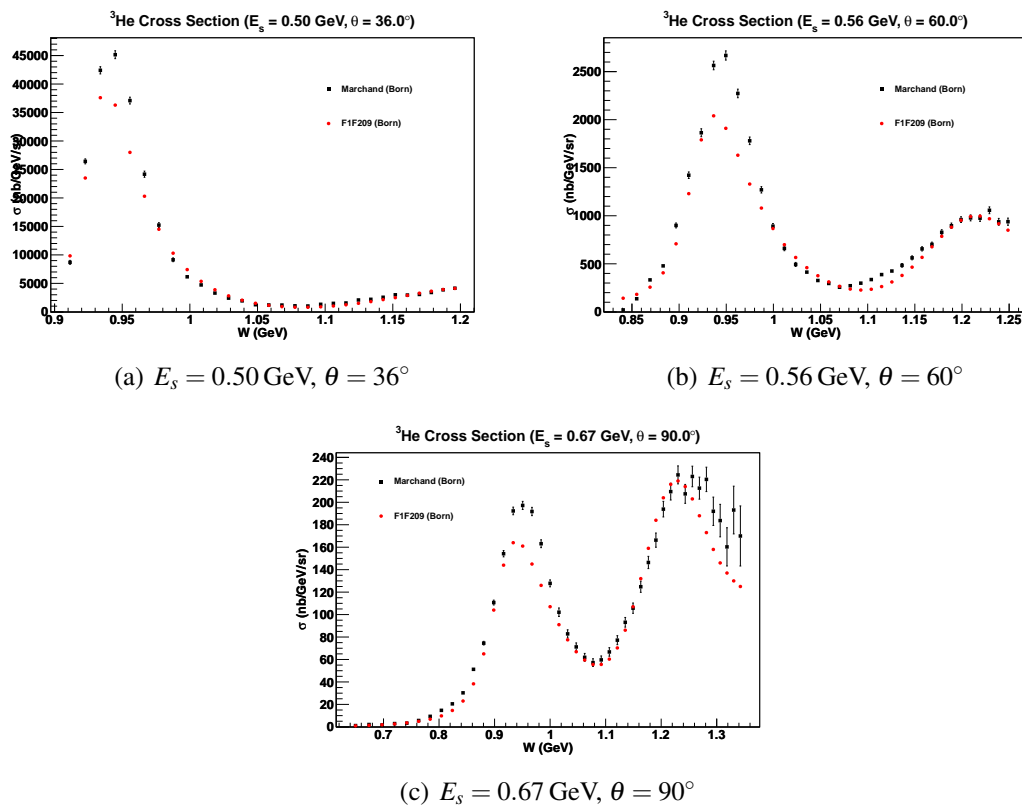 ³He Cross Section (E_s = 0.50 GeV, θ = 36.0°)
σ (nb/GeV/sr)
45000
40000
35000
30000
25000
20000
15000
10000
5000
0
Marchand (Born)
F1F209 (Born)
0.9 0.95 1 1.05 1.1 1.15 1.2
W (GeV)
(a) E_s = 0.50 GeV, θ = 36°
³He Cross Section (E_s = 0.56 GeV, θ = 60.0°)
σ (nb/GeV/sr)
2500
2000
1500
1000
500
0
Marchand (Born)
F1F209 (Born)
0.8 0.85 0.9 0.95 1 1.05 1.1 1.15 1.2 1.25
W (GeV)
(b) E_s = 0.56 GeV, θ = 60°
³He Cross Section (E_s = 0.67 GeV, θ = 90.0°)
σ (nb/GeV/sr)
240
220
200
180
160
140
120
100
80
60
40
20
0
Marchand (Born)
F1F209 (Born)
0.7 0.8 0.9 1 1.1 1.2 1.3
W (GeV)
(c) E_s = 0.67 GeV, θ = 90°